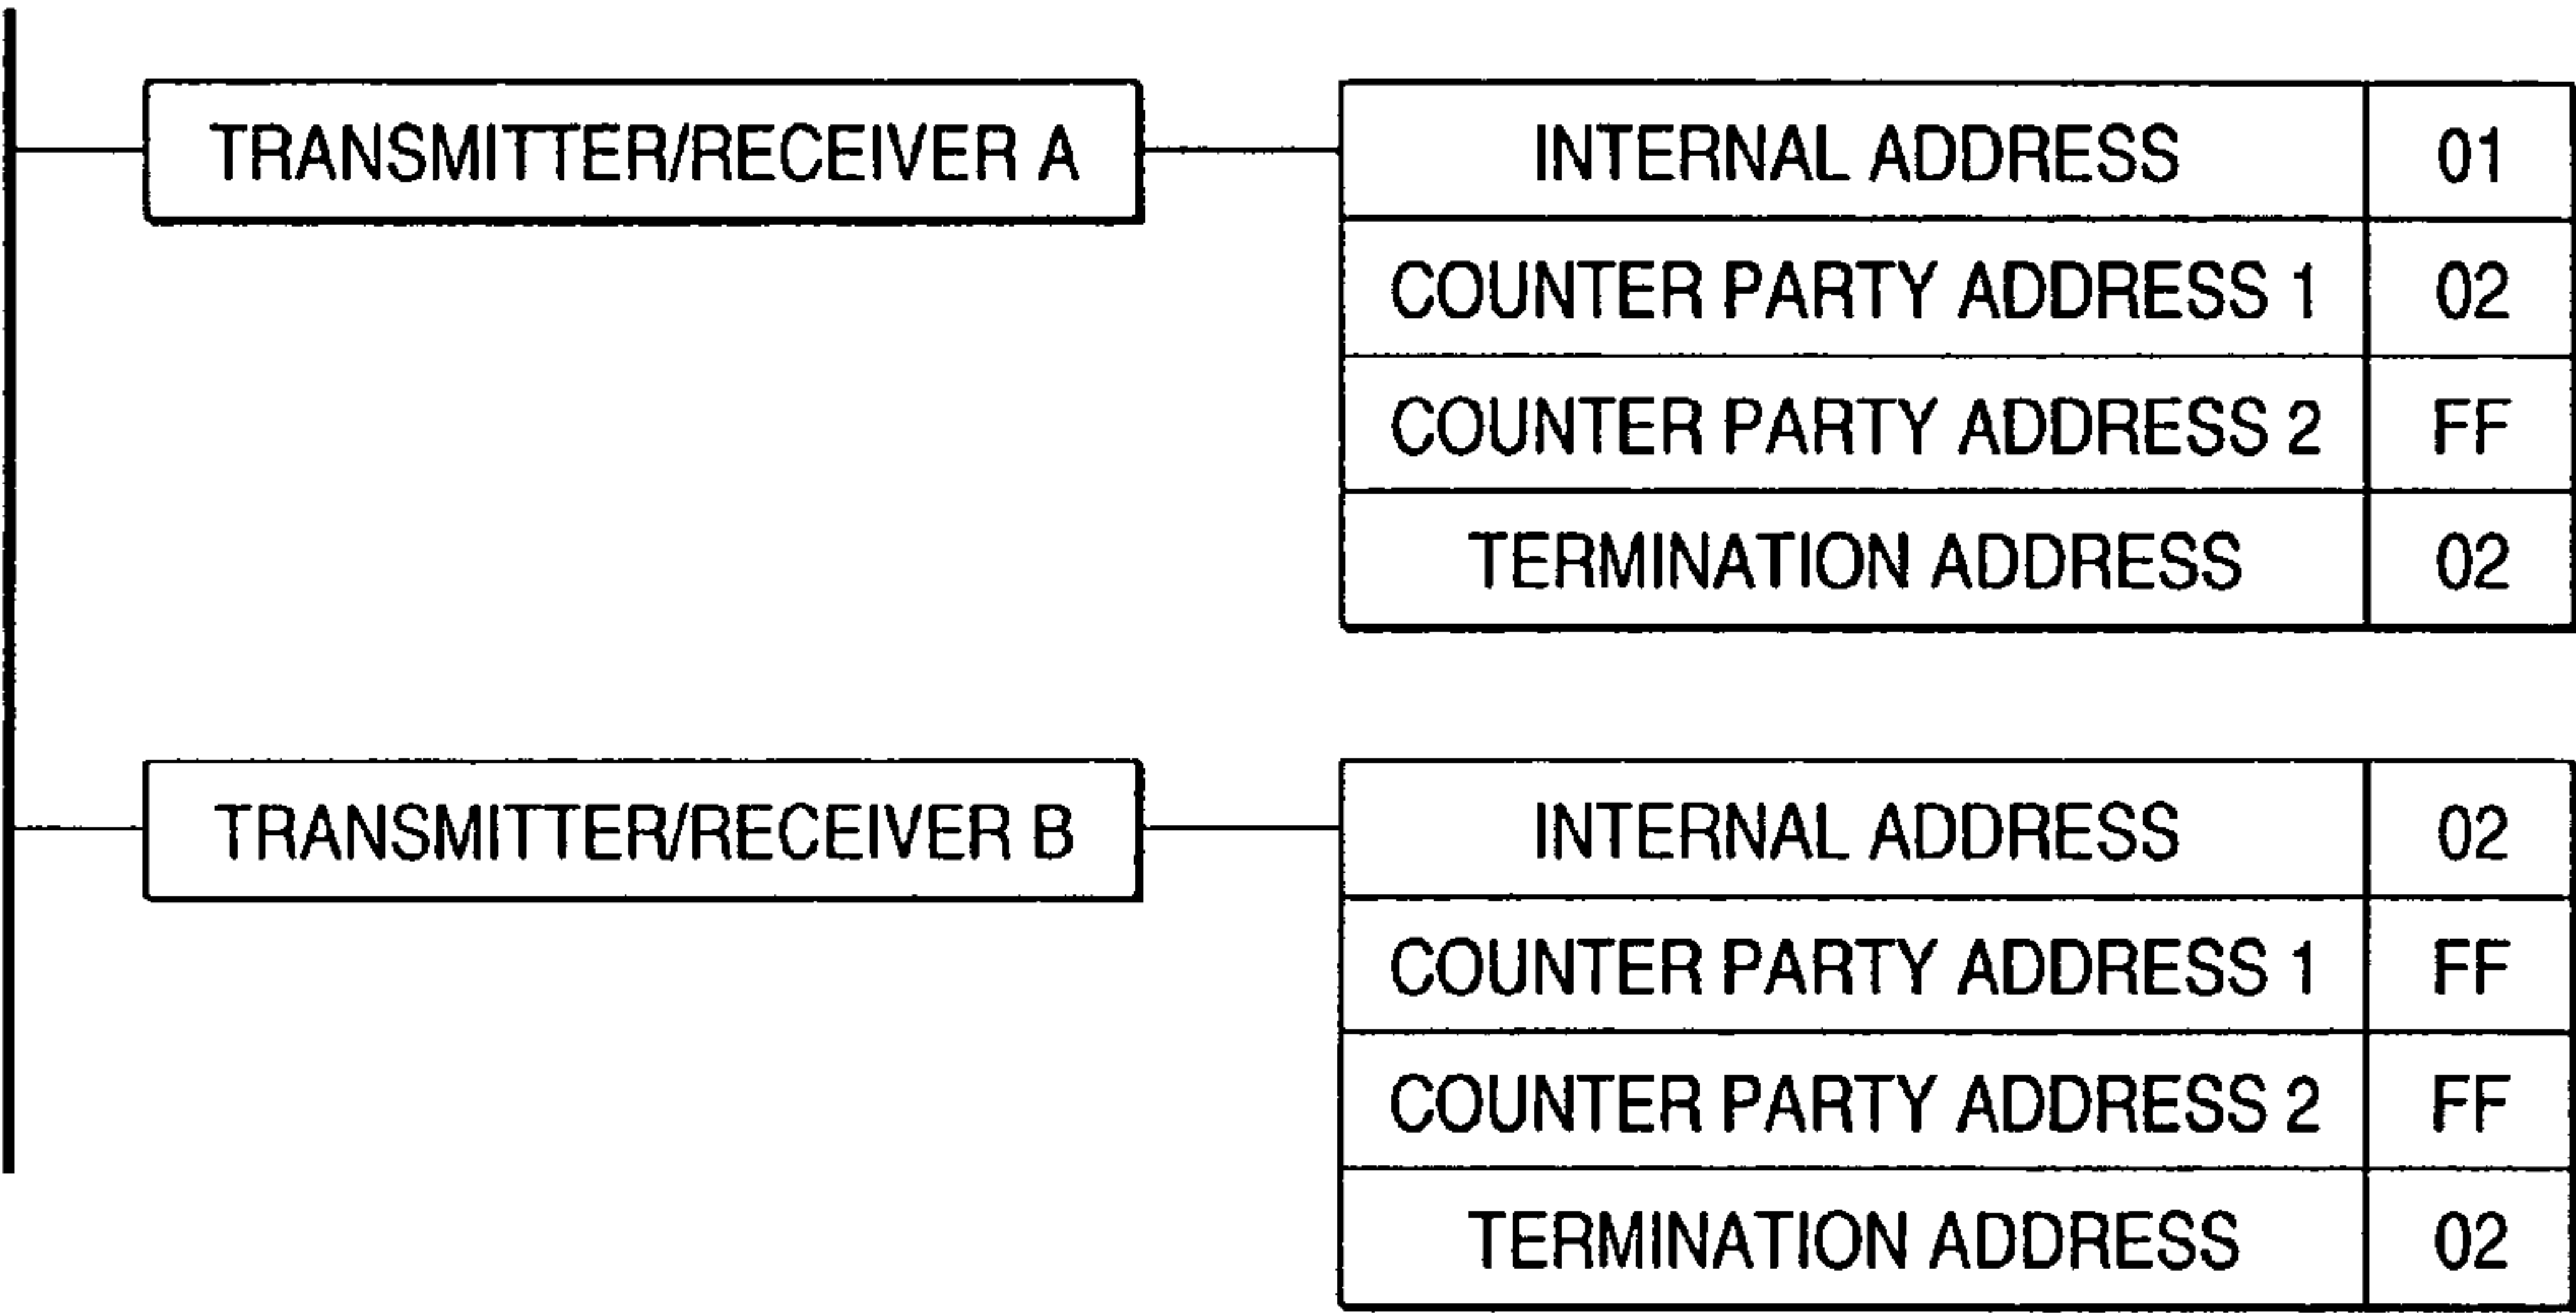 TRANSMITTER/RECEIVER A
INTERNAL ADDRESS 01
COUNTER PARTY ADDRESS 1 02
COUNTER PARTY ADDRESS 2 FF
TERMINATION ADDRESS 02
TRANSMITTER/RECEIVER B
INTERNAL ADDRESS 02
COUNTER PARTY ADDRESS 1 FF
COUNTER PARTY ADDRESS 2 FF
TERMINATION ADDRESS 02